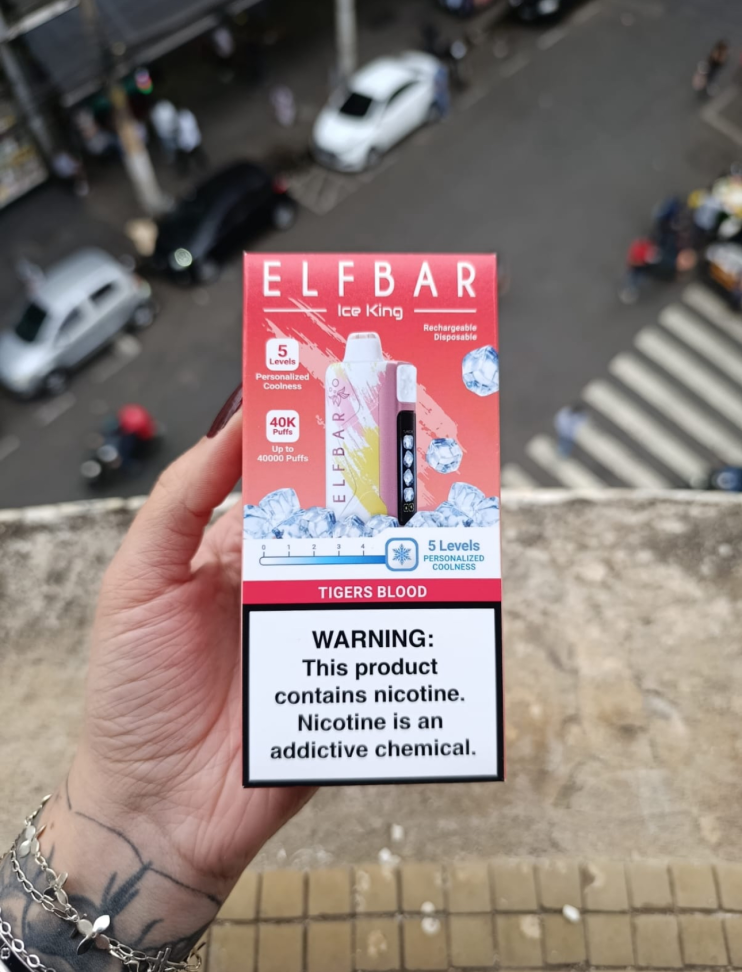 ELFBAR
Ice King
Rechargeable
Disposable
5
Levels
Personalized
Coolness
40K
Puffs
Up to
40000 Puffs
ELFBAR
0 1 2 3 4
5 Levels
PERSONALIZED
COOLNESS
TIGERS BLOOD
WARNING:
This product
contains nicotine.
Nicotine is an
addictive chemical.